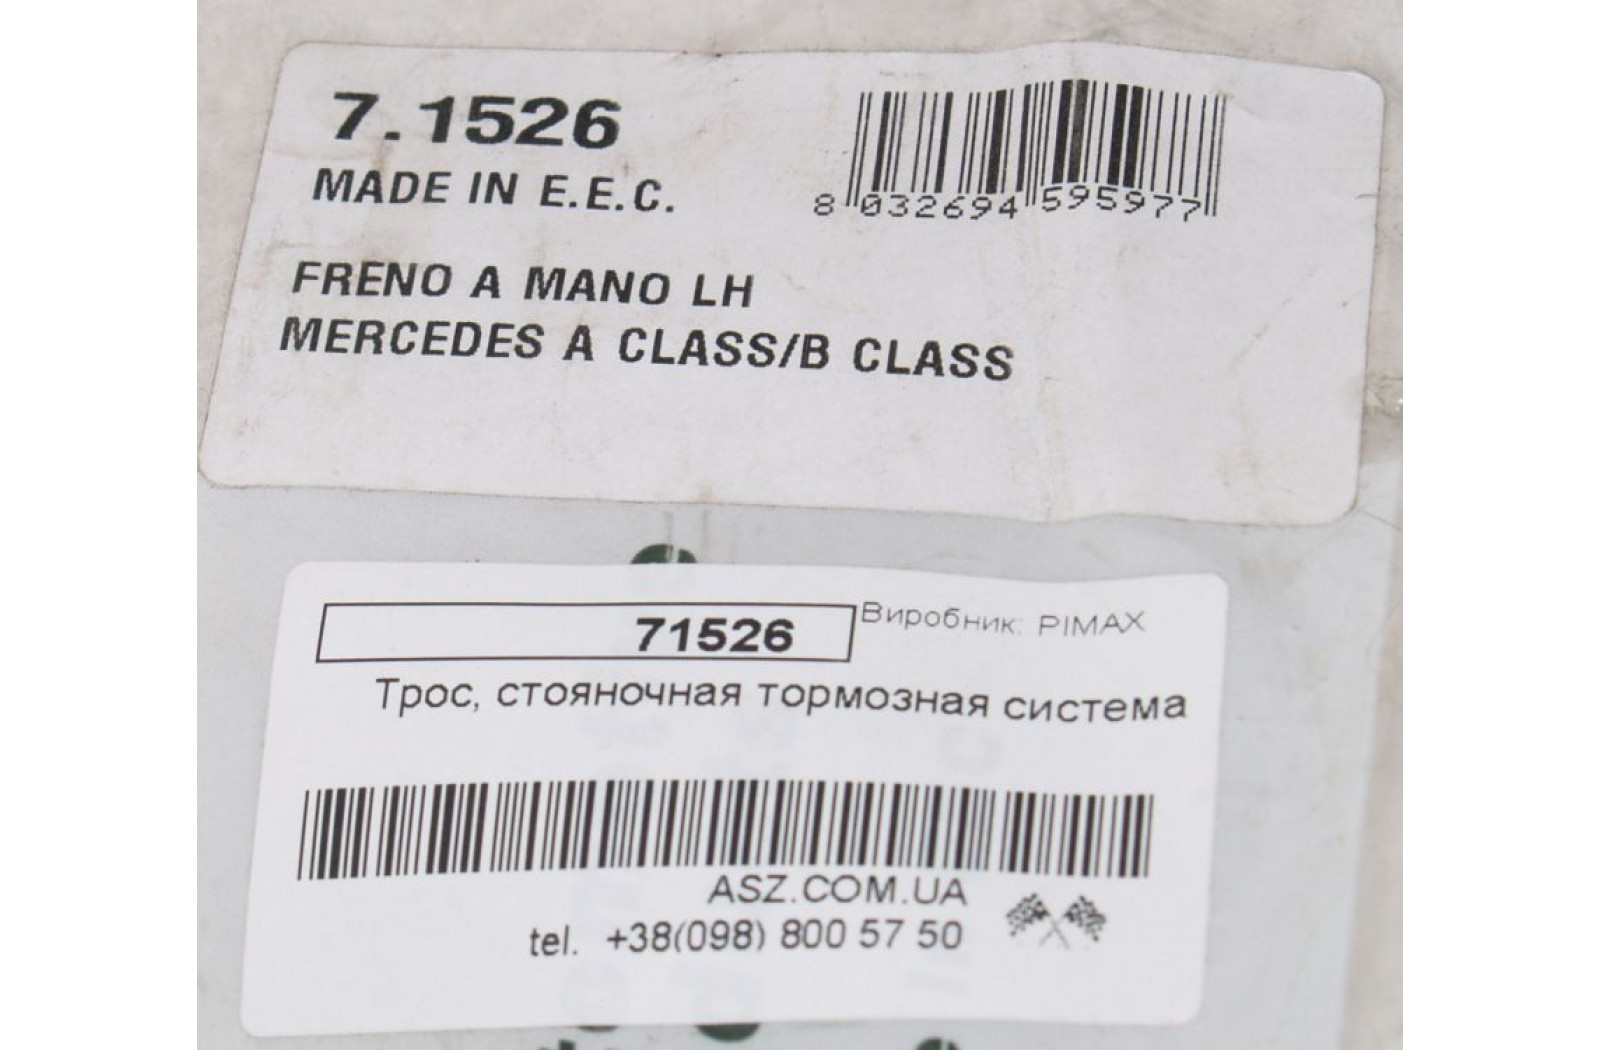 7.1526
MADE IN E.E.C.
8 032694 595977
FRENO A MANO LH
MERCEDES A CLASS/B CLASS
71526
Виробник: PIMAX
Трос, стояночная тормозная система
ASZ.COM.UA
tel. +38(098) 800 57 50